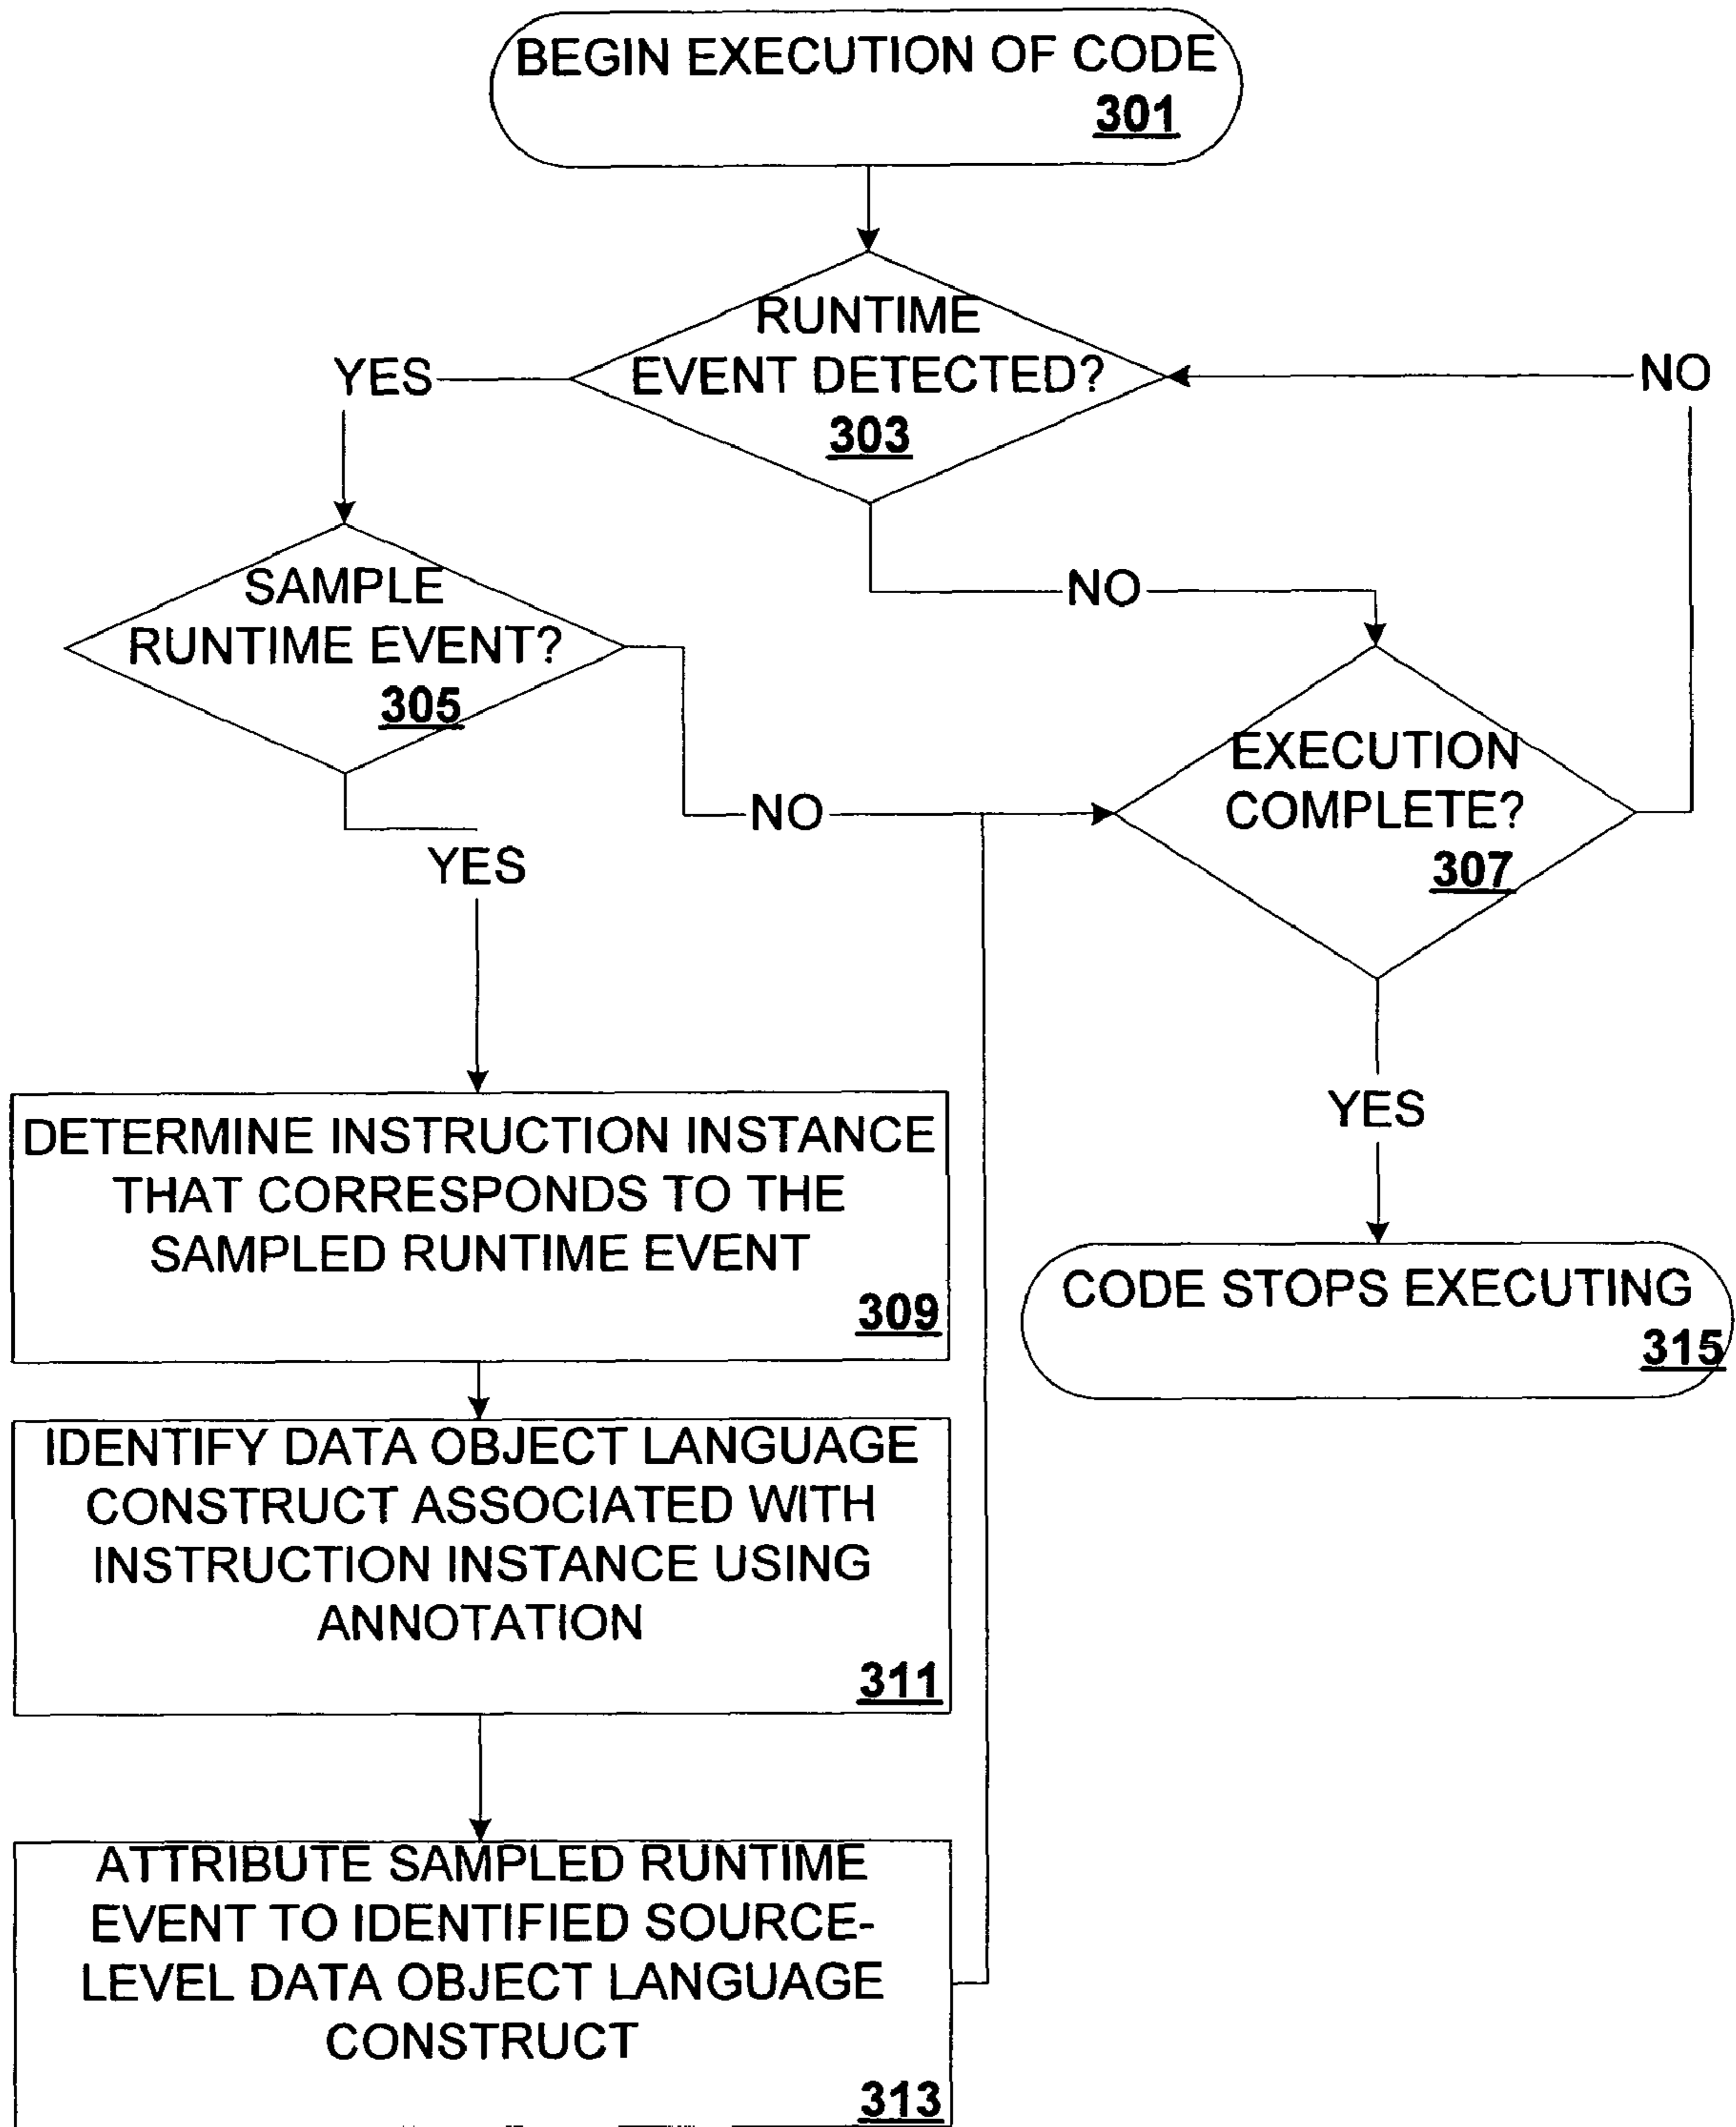 BEGIN EXECUTION OF CODE
301
RUNTIME
EVENT DETECTED?
303
YES
NO
SAMPLE
RUNTIME EVENT?
305
NO
EXECUTION
COMPLETE?
307
NO
YES
YES
DETERMINE INSTRUCTION INSTANCE
THAT CORRESPONDS TO THE
SAMPLED RUNTIME EVENT
309
CODE STOPS EXECUTING
315
IDENTIFY DATA OBJECT LANGUAGE
CONSTRUCT ASSOCIATED WITH
INSTRUCTION INSTANCE USING
ANNOTATION
311
ATTRIBUTE SAMPLED RUNTIME
EVENT TO IDENTIFIED SOURCE-
LEVEL DATA OBJECT LANGUAGE
CONSTRUCT
313